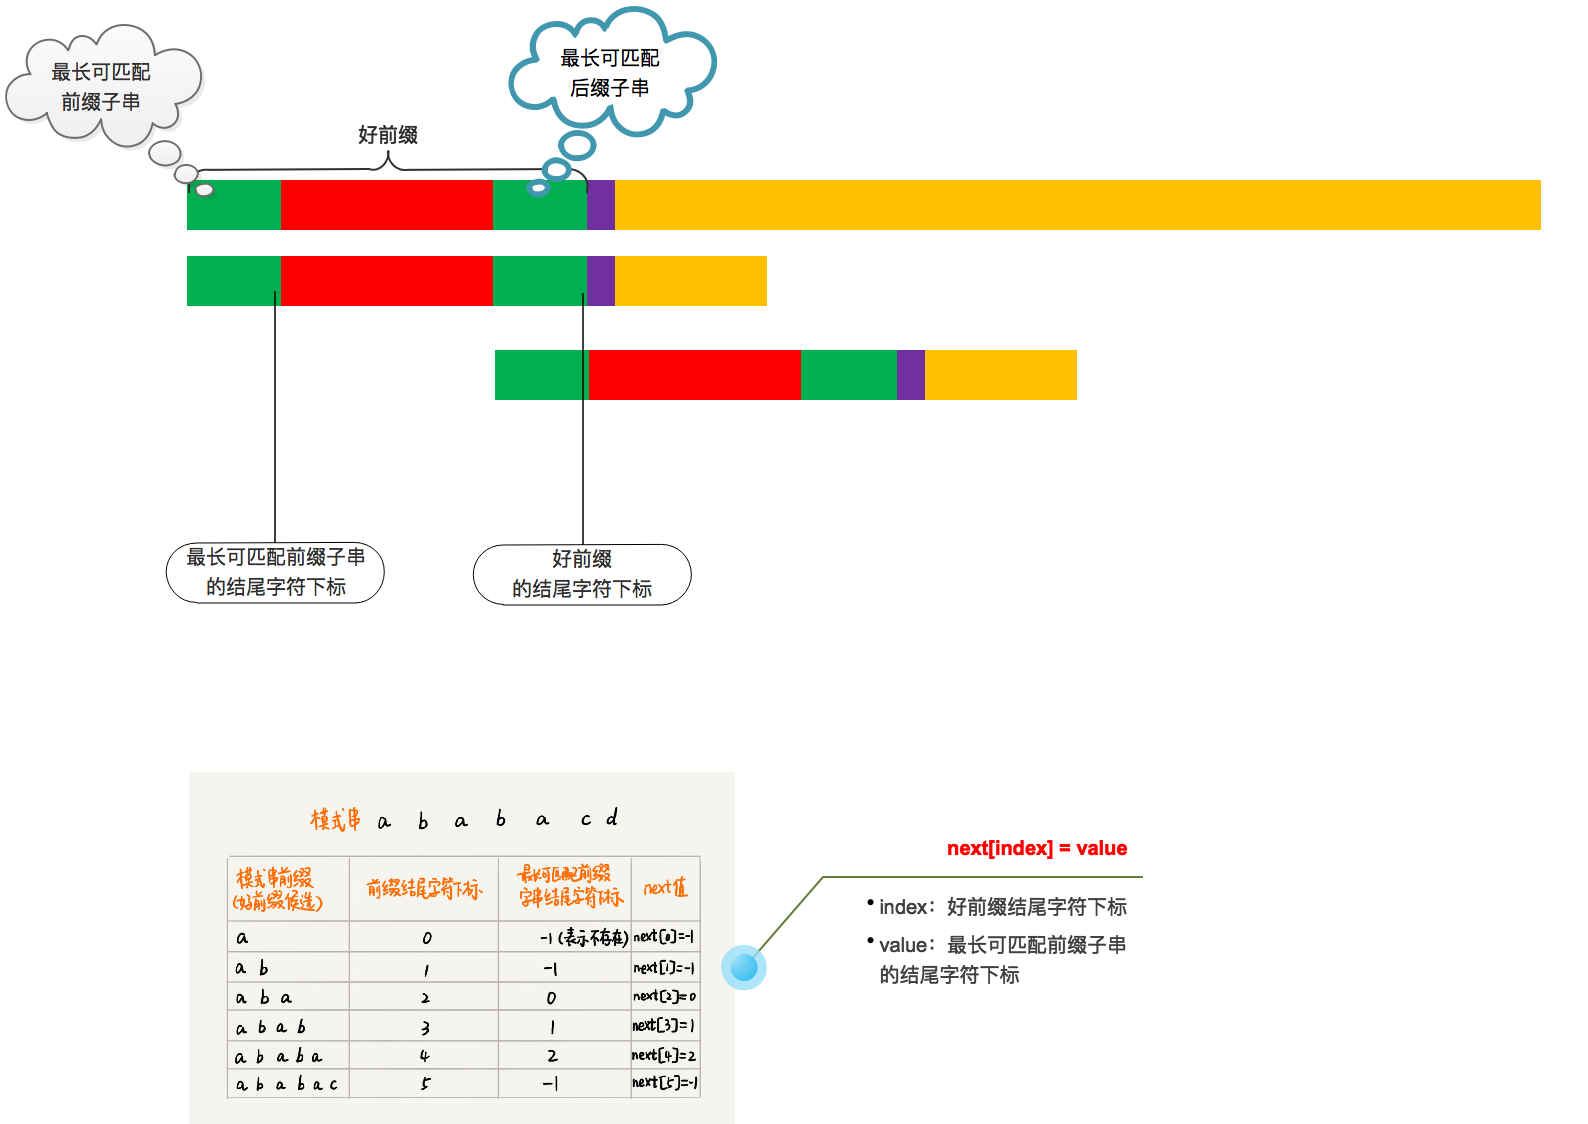 最长可匹配
前缀子串
最长可匹配
后缀子串
好前缀
最长可匹配前缀子串
的结尾字符下标
好前缀
的结尾字符下标
模式串 a b a b a c d
模式串前缀
(好前缀候选)
前缀结尾字符下标
最长可匹配前缀
字串结尾字符下标
next值
a 0 -1(表示不存在) next[0]=-1
a b 1 -1 next[1]=-1
a b a 2 0 next[2]=0
a b a b 3 1 next[3]=1
a b a b a 4 2 next[4]=2
a b a b a c 5 -1 next[5]=-1
next[index] = value
• index：好前缀结尾字符下标
• value：最长可匹配前缀子串
的结尾字符下标